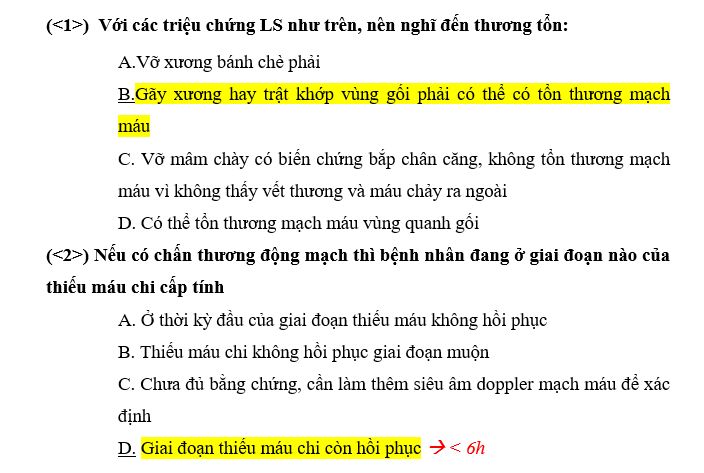 (<1>) Với các triệu chứng LS như trên, nên nghĩ đến thương tổn:
A.Vỡ xương bánh chè phải
B.Gãy xương hay trật khớp vùng gối phải có thể có tổn thương mạch
máu
C. Vỡ mâm chày có biến chứng bắp chân căng, không tổn thương mạch
máu vì không thấy vết thương và máu chảy ra ngoài
D. Có thể tổn thương mạch máu vùng quanh gối
(<2>) Nếu có chấn thương động mạch thì bệnh nhân đang ở giai đoạn nào của
thiếu máu chi cấp tính
A. Ở thời kỳ đầu của giai đoạn thiếu máu không hồi phục
B. Thiếu máu chi không hồi phục giai đoạn muộn
C. Chưa đủ bằng chứng, cần làm thêm siêu âm doppler mạch máu để xác
định
D. Giai đoạn thiếu máu chi còn hồi phục → < 6h